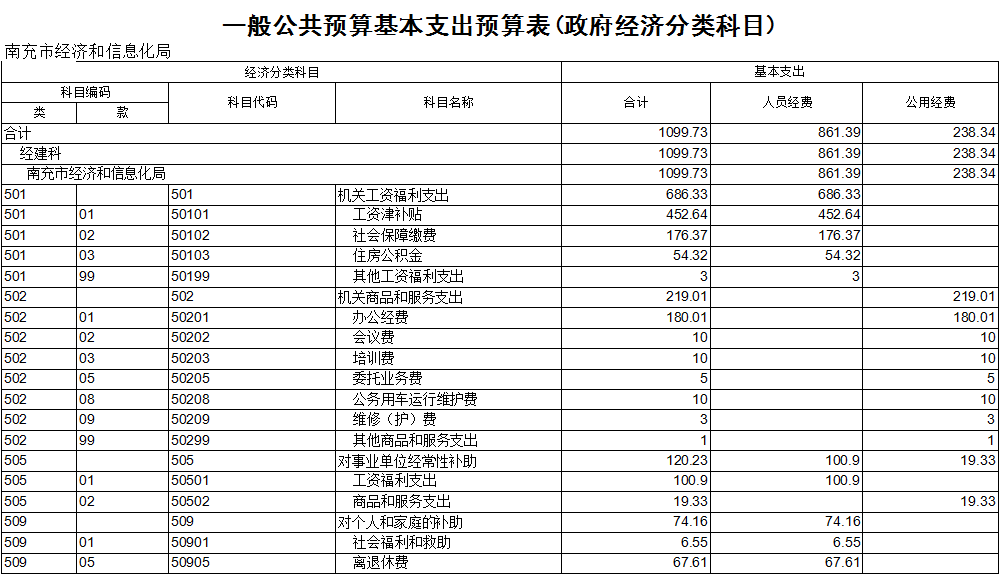 一般公共预算基本支出预算表(政府经济分类科目)
南充市经济和信息化局
经济分类科目 基本支出
科目编码 科目代码 科目名称 合计 人员经费 公用经费
类 款
合计 1099.73 861.39 238.34
经建科 1099.73 861.39 238.34
南充市经济和信息化局 1099.73 861.39 238.34
501 501 机关工资福利支出 686.33 686.33
501 01 50101 工资津补贴 452.64 452.64
501 02 50102 社会保障缴费 176.37 176.37
501 03 50103 住房公积金 54.32 54.32
501 99 50199 其他工资福利支出 3 3
502 502 机关商品和服务支出 219.01 219.01
502 01 50201 办公经费 180.01 180.01
502 02 50202 会议费 10 10
502 03 50203 培训费 10 10
502 05 50205 委托业务费 5 5
502 08 50208 公务用车运行维护费 10 10
502 09 50209 维修（护）费 3 3
502 99 50299 其他商品和服务支出 1 1
505 505 对事业单位经常性补助 120.23 100.9 19.33
505 01 50501 工资福利支出 100.9 100.9
505 02 50502 商品和服务支出 19.33 19.33
509 509 对个人和家庭的补助 74.16 74.16
509 01 50901 社会福利和救助 6.55 6.55
509 05 50905 离退休费 67.61 67.61